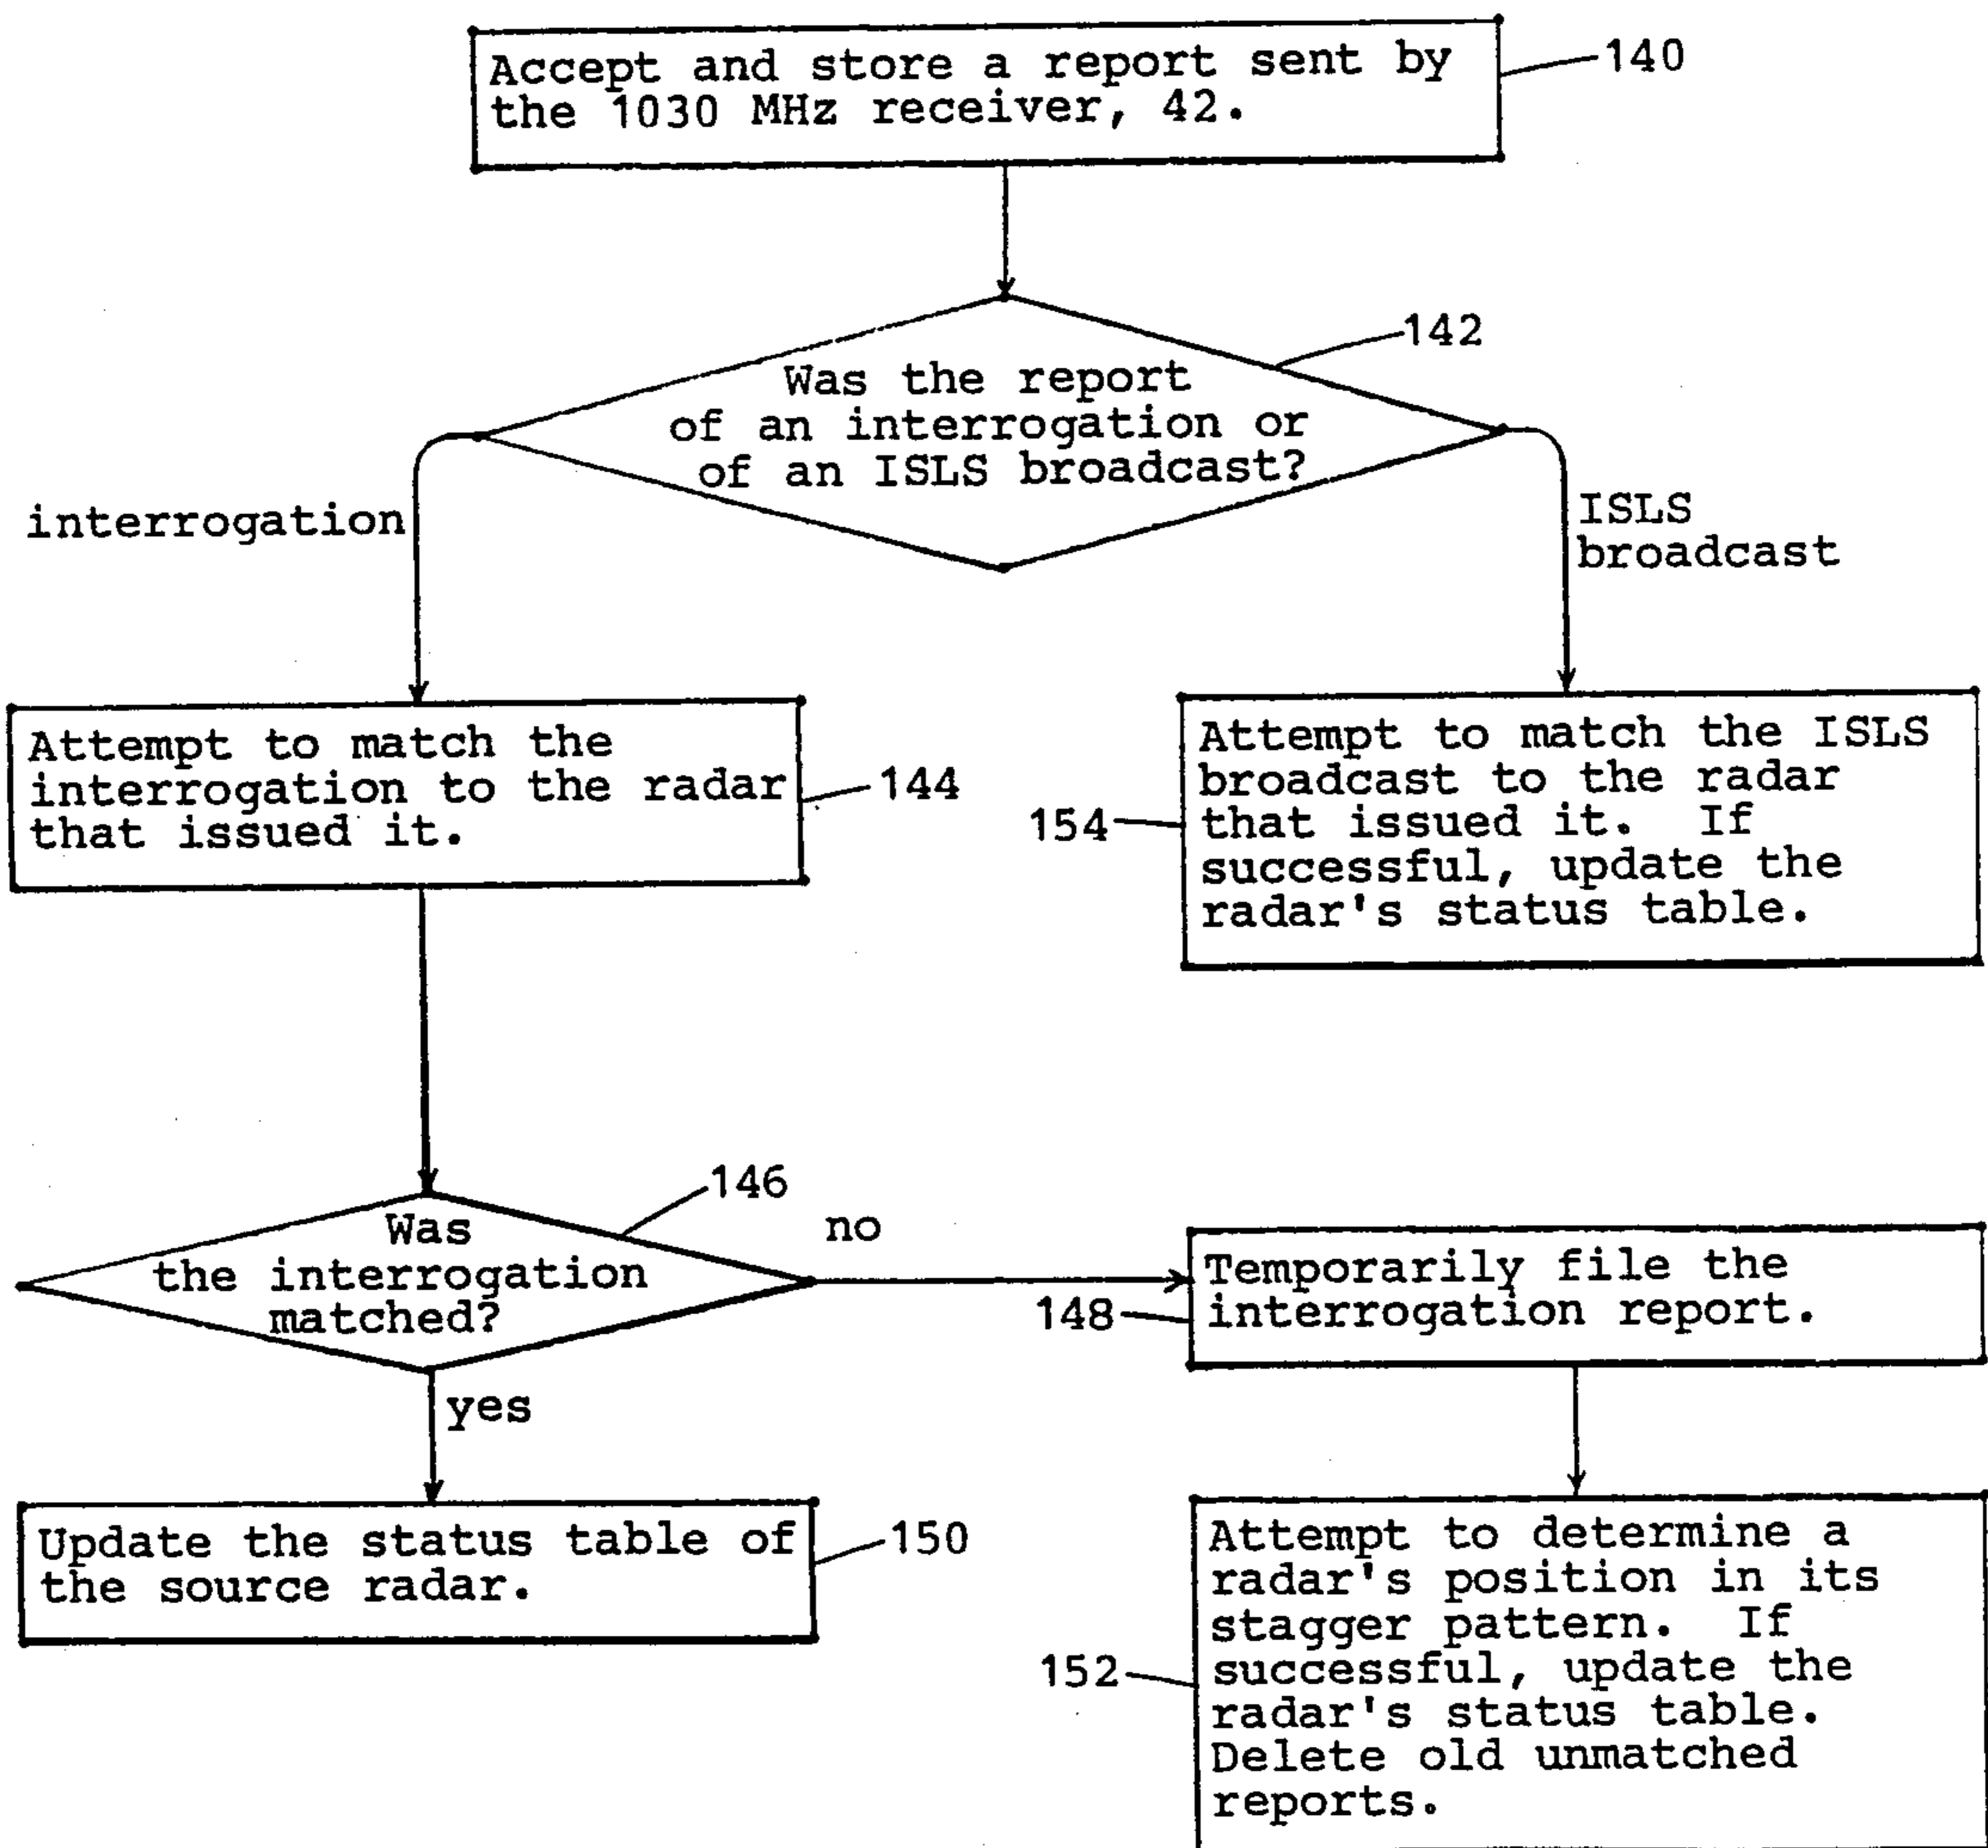 Accept and store a report sent by
the 1030 MHz receiver, 42.
140
142
Was the report
of an interrogation or
of an ISLS broadcast?
interrogation
ISLS
broadcast
Attempt to match the
interrogation to the radar
that issued it.
144
154
Attempt to match the ISLS
broadcast to the radar
that issued it. If
successful, update the
radar's status table.
146
Was
the interrogation
matched?
no
yes
148
Temporarily file the
interrogation report.
Update the status table of
the source radar.
150
152
Attempt to determine a
radar's position in its
stagger pattern. If
successful, update the
radar's status table.
Delete old unmatched
reports.